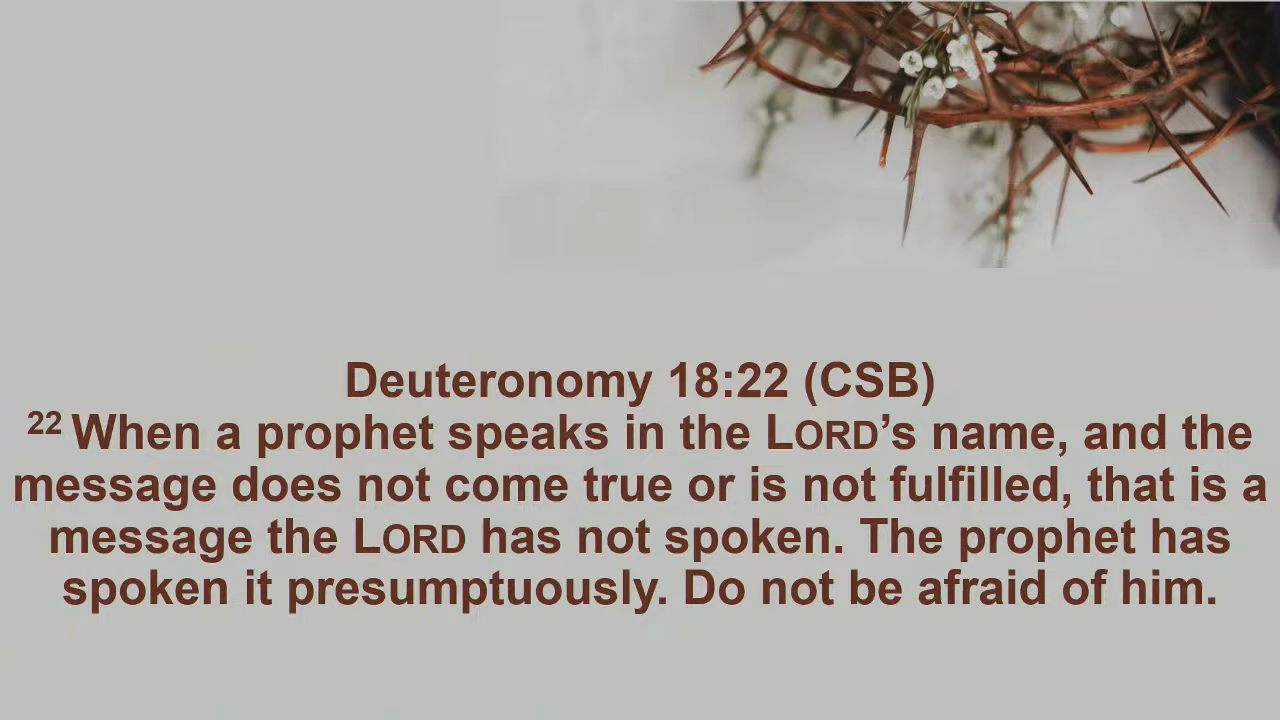 Deuteronomy 18:22 (CSB)
22 When a prophet speaks in the LORD’s name, and the
message does not come true or is not fulfilled, that is a
message the LORD has not spoken. The prophet has
spoken it presumptuously. Do not be afraid of him.